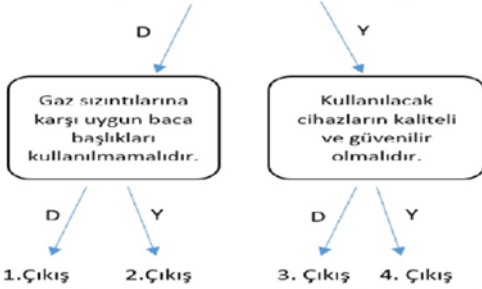 D Y
Gaz sızıntılarına
karşı uygun baca
başlıkları
kullanılmamalıdır.
Kullanılacak
cihazların kaliteli
ve güvenilir
olmalıdır.
D Y D Y
1.Çıkış 2.Çıkış 3. Çıkış 4. Çıkış